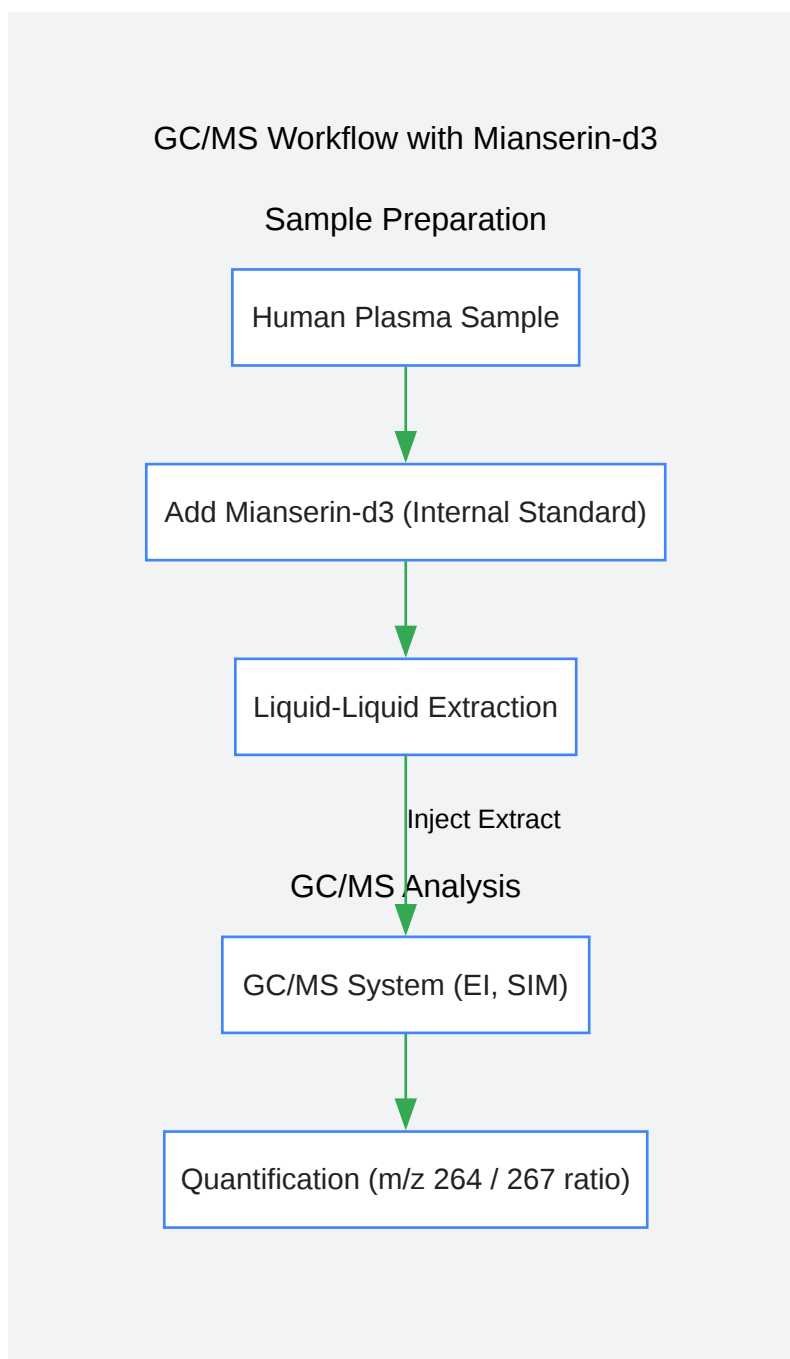 GC/MS Workflow with Mianserin-d3
Sample Preparation
Human Plasma Sample
Add Mianserin-d3 (Internal Standard)
Liquid-Liquid Extraction
Inject Extract
GC/MS Analysis
GC/MS System (EI, SIM)
Quantification (m/z 264 / 267 ratio)